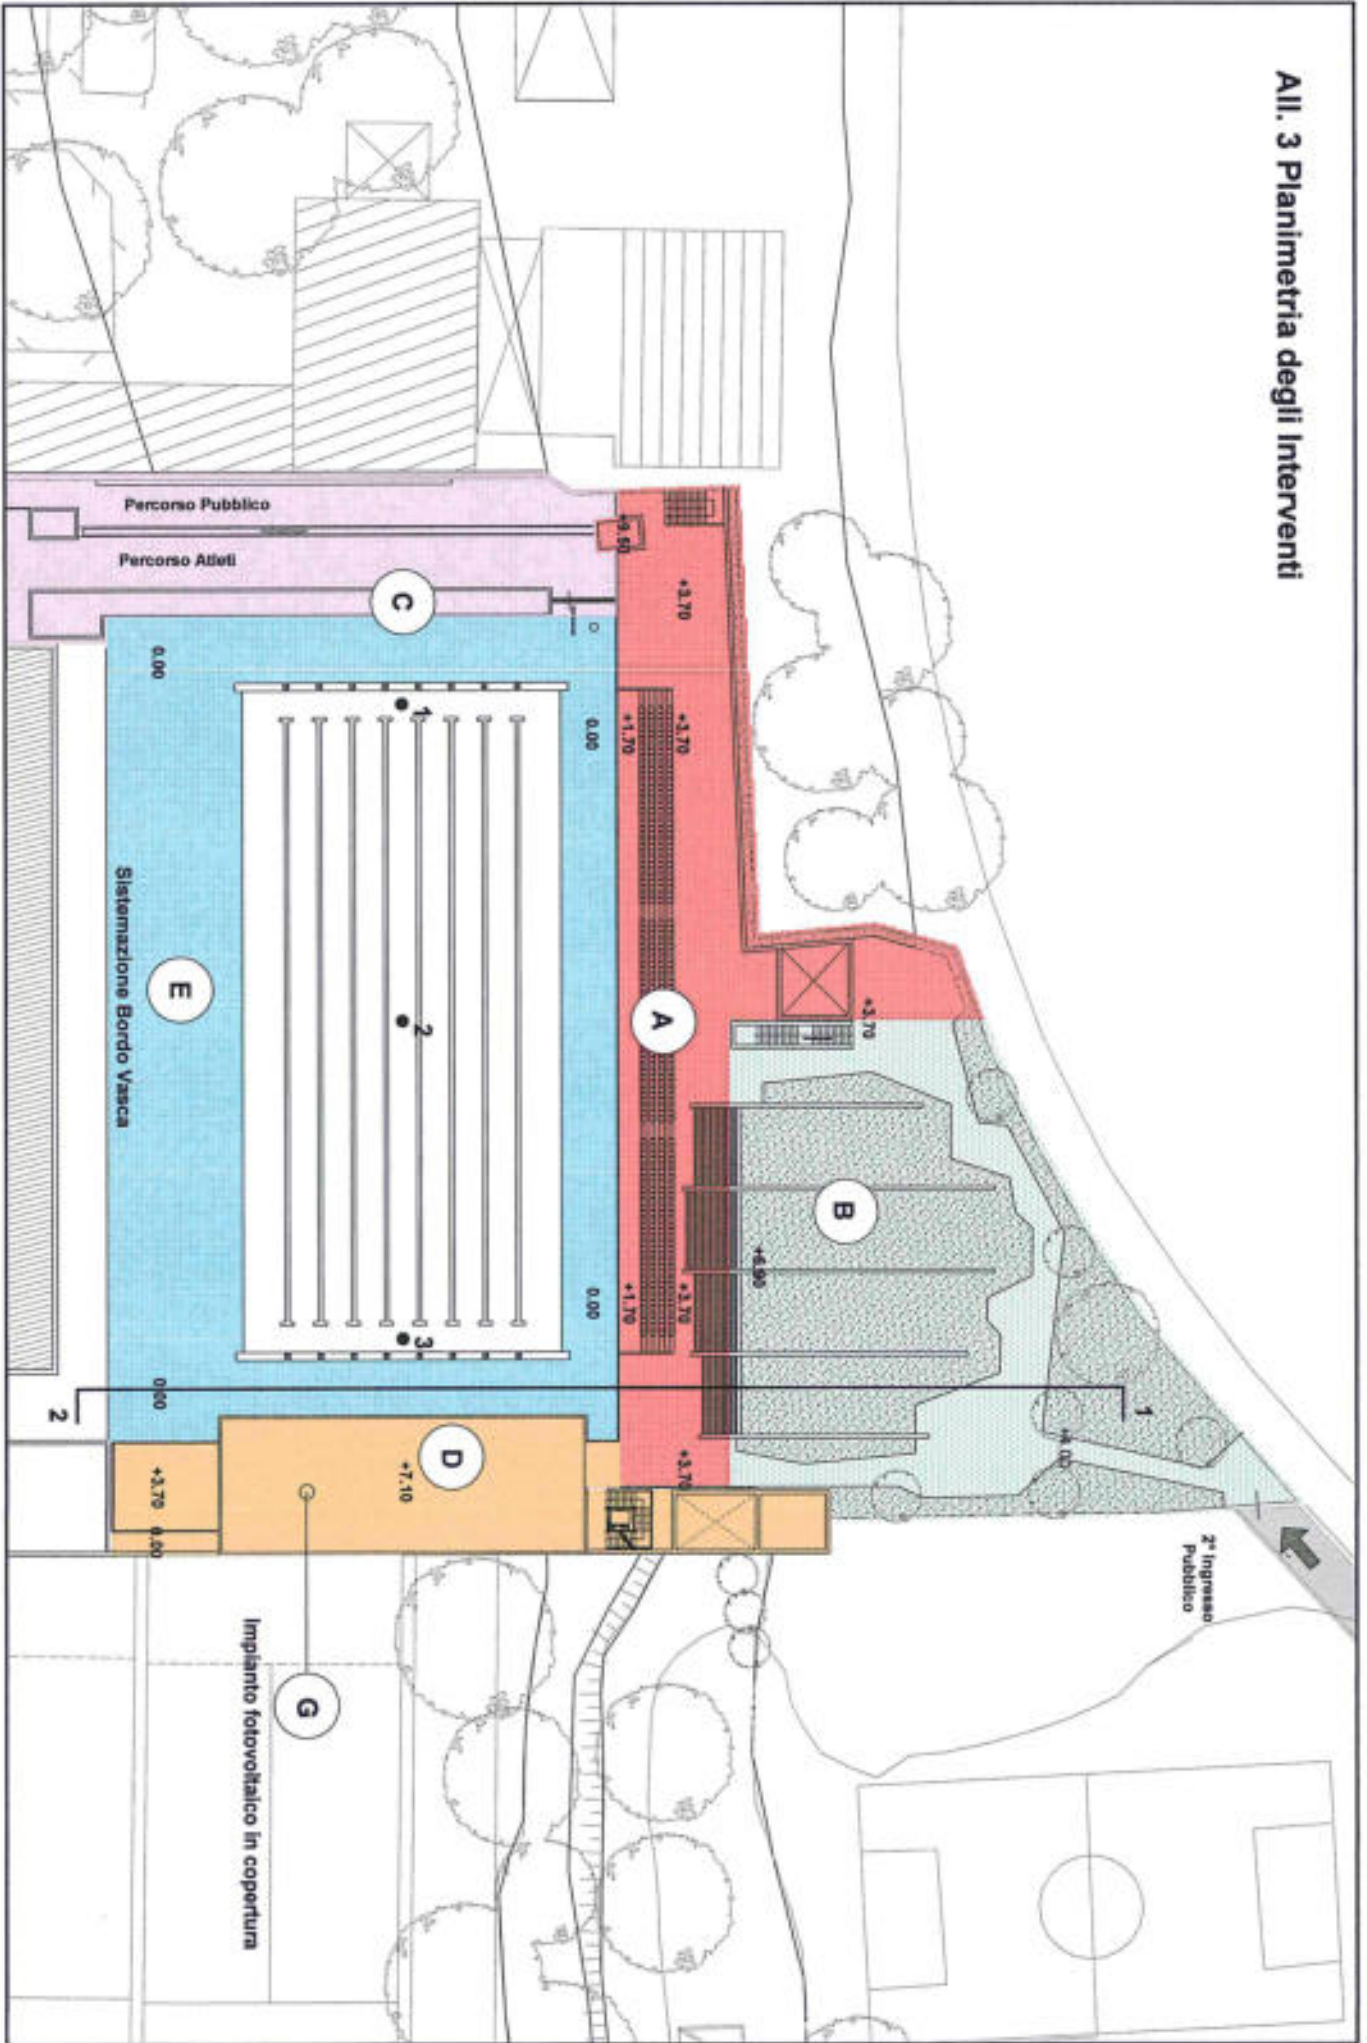 All. 3 Planimetria degli Interventi
Percorso Pubblico
Percorso Atleti
C
+9.50
+3.70
0.00
0.00
+1.70
+3.70
1
A
+3.70
2
E
Sistemazione Bordo Vasca
B
+6.90
0.00
+1.70
+3.70
3
0.00
1
2
D
+7.10
+3.70
+3.70
0.00
2° Ingresso
Pubblico
G
Impianto fotovoltaico in copertura